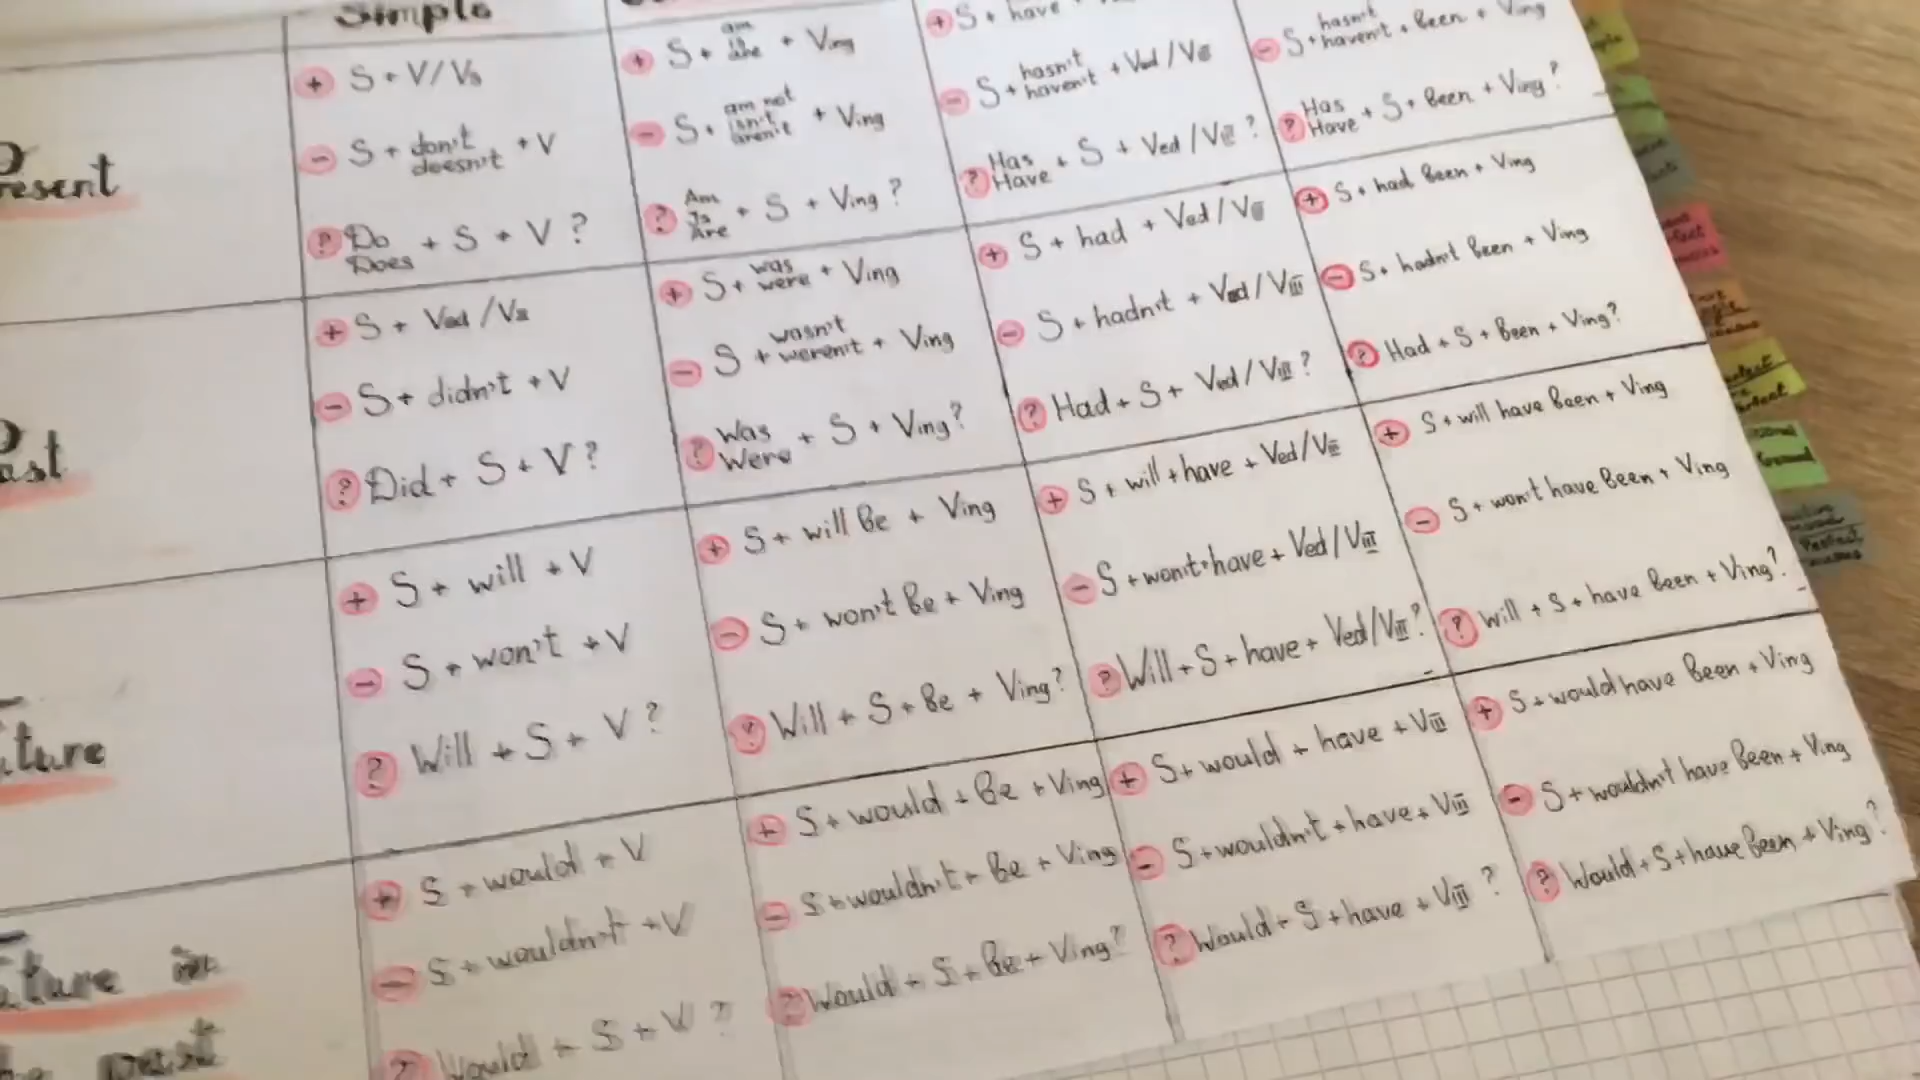 Simple
resent
+ S + V/Vs
- S + don't doesn't + V
? Do Does + S + V ?
+ S + am is are + Ving
- S + am not isn't aren't + Ving
? Am Is Are + S + Ving ?
+ S + have
- S + hasn't haven't + Ved / VIII
? Has Have + S + Ved / VIII ?
- S + hasn't haven't + Been + Ving
? Has Have + S + Been + Ving ?
ast
+ S + Ved / VII
- S + didn't + V
? Did + S + V ?
+ S + was were + Ving
- S + wasn't weren't + Ving
? Was Were + S + Ving ?
+ S + had + Ved / VIII
- S + hadn't + Ved / VIII
? Had + S + Ved / VIII ?
+ S + had Been + Ving
- S + hadn't Been + Ving
? Had + S + Been + Ving ?
ture
+ S + will + V
- S + won't + V
? Will + S + V ?
+ S + will Be + Ving
- S + won't Be + Ving
? Will + S + Be + Ving ?
+ S + will + have + Ved/VIII
- S + won't + have + Ved/VIII
? Will + S + have + Ved/VIII ?
+ S + will have Been + Ving
- S + won't have Been + Ving
? Will + S + have Been + Ving ?
ture in
past
+ S + would + V
- S + wouldn't + V
? Would + S + V ?
+ S + would + Be + Ving
- S + wouldn't + Be + Ving
? Would + S + Be + Ving ?
+ S + would + have + VIII
- S + wouldn't + have + VIII
? Would + S + have + VIII ?
+ S + would have Been + Ving
- S + wouldn't have Been + Ving
? Would + S + have Been + Ving ?